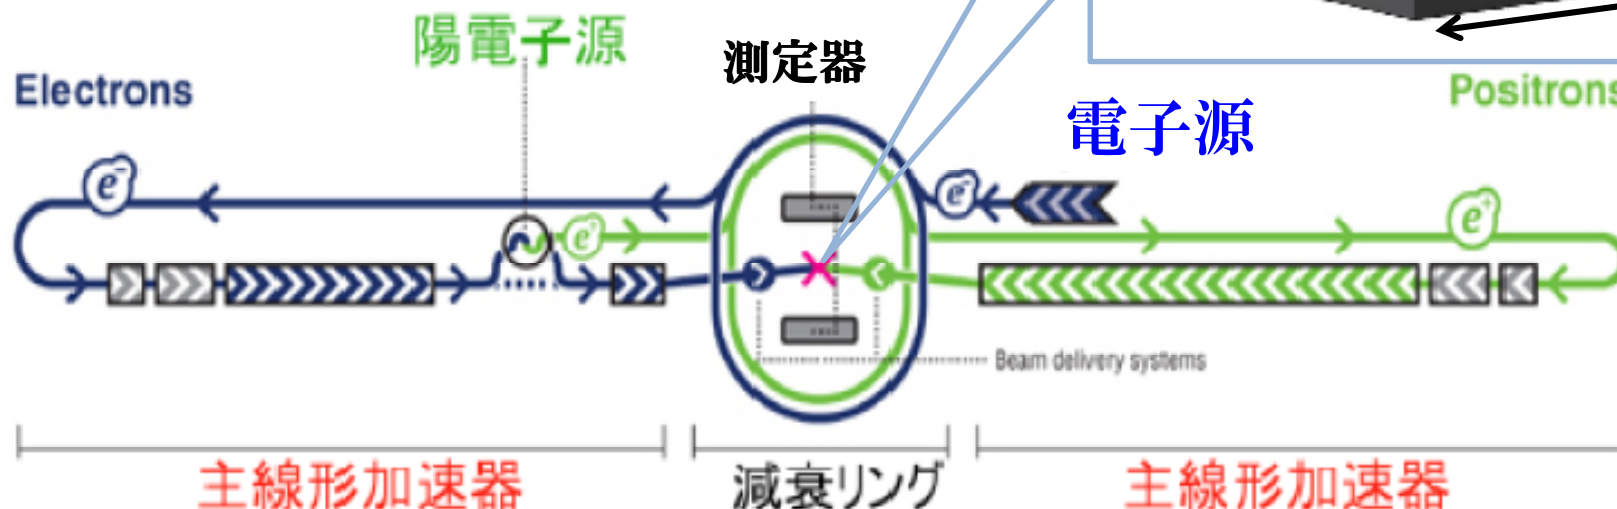 陽電子源
測定器
Electrons
Positrons
電子源
e⁻
e⁻
e⁺
e⁺
Beam delivery systems
主線形加速器
減衰リング
主線形加速器